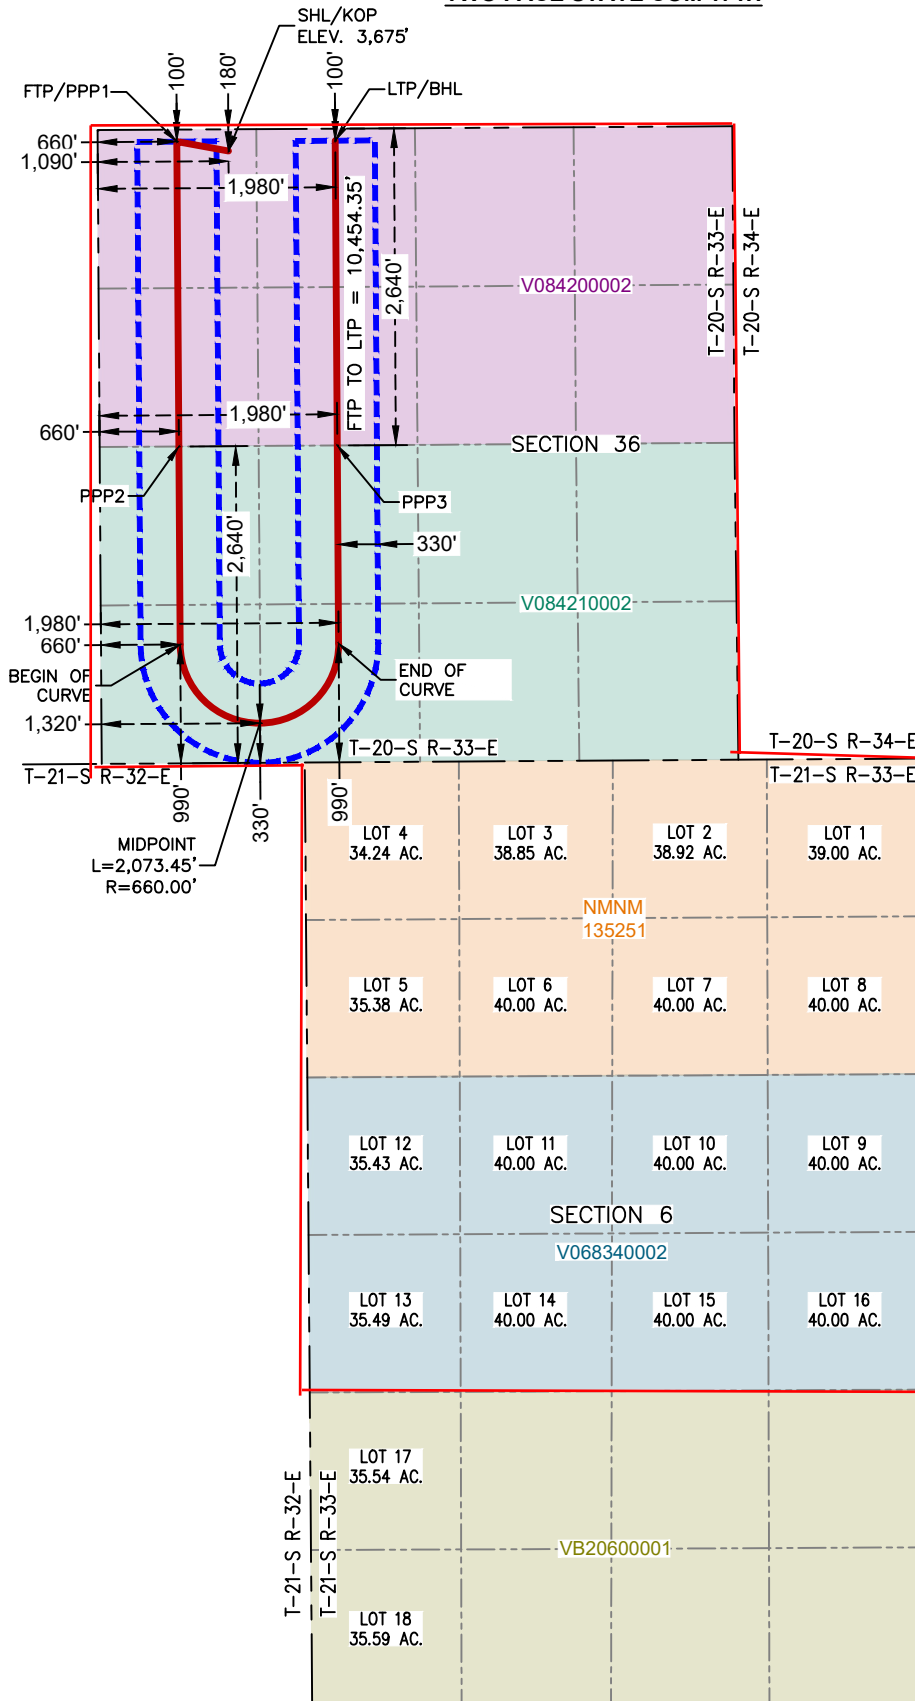 SHL/KOP
ELEV. 3,675'
100'
180'
100'
FTP/PPP1
LTP/BHL
660'
1,090'
1,980'
FTP TO LTP = 10,454.35'
2,640'
V084200002
T-20-S R-33-E
T-20-S R-34-E
1,980'
660'
SECTION 36
PPP2
PPP3
2,640'
330'
V084210002
1,980'
660'
BEGIN OF
CURVE
END OF
CURVE
1,320'
T-20-S R-33-E
T-20-S R-34-E
T-21-S R-32-E
T-21-S R-33-E
990'
330'
990'
MIDPOINT
L=2,073.45'
R=660.00'
LOT 4
34.24 AC.
LOT 3
38.85 AC.
LOT 2
38.92 AC.
LOT 1
39.00 AC.
NMNM
135251
LOT 5
35.38 AC.
LOT 6
40.00 AC.
LOT 7
40.00 AC.
LOT 8
40.00 AC.
LOT 12
35.43 AC.
LOT 11
40.00 AC.
LOT 10
40.00 AC.
LOT 9
40.00 AC.
SECTION 6
V068340002
LOT 13
35.49 AC.
LOT 14
40.00 AC.
LOT 15
40.00 AC.
LOT 16
40.00 AC.
LOT 17
35.54 AC.
T-21-S R-32-E
T-21-S R-33-E
VB20600001
LOT 18
35.59 AC.